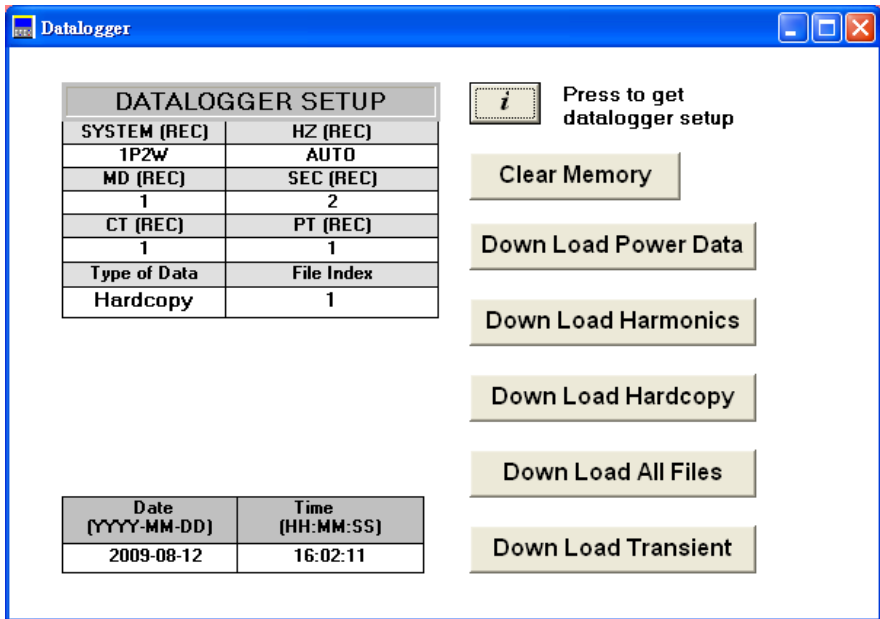 Datalogger
DATALOGGER SETUP
SYSTEM (REC) HZ (REC)
1P2W AUTO
MD (REC) SEC (REC)
1 2
CT (REC) PT (REC)
1 1
Type of Data File Index
Hardcopy 1
i Press to get
datalogger setup
Clear Memory
Down Load Power Data
Down Load Harmonics
Down Load Hardcopy
Down Load All Files
Down Load Transient
Date Time
(YYYY-MM-DD) (HH:MM:SS)
2009-08-12 16:02:11